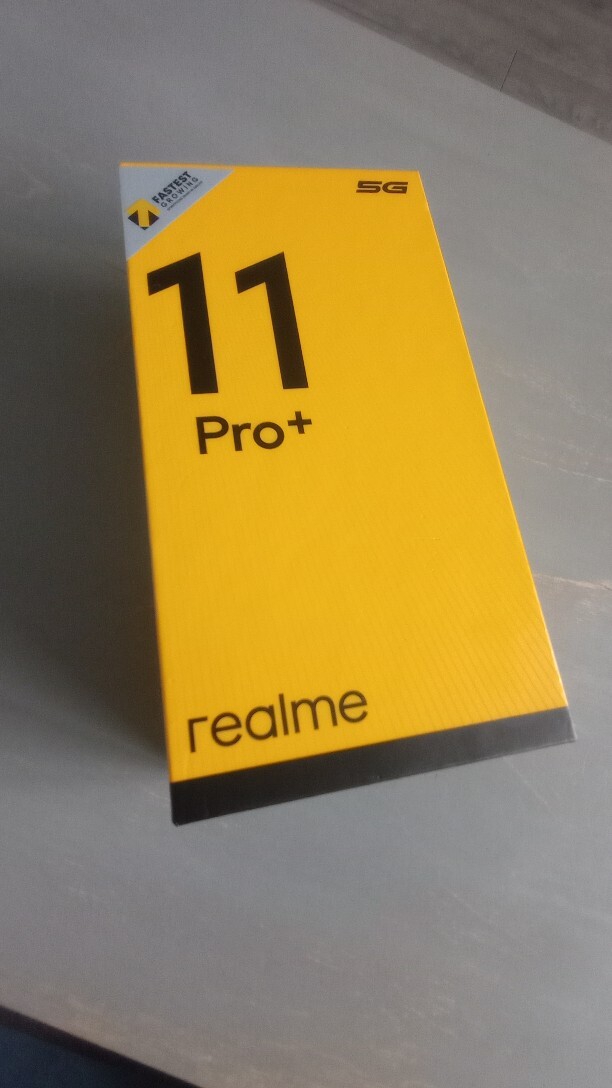 FASTEST
GROWING
5G
11
Pro+
realme